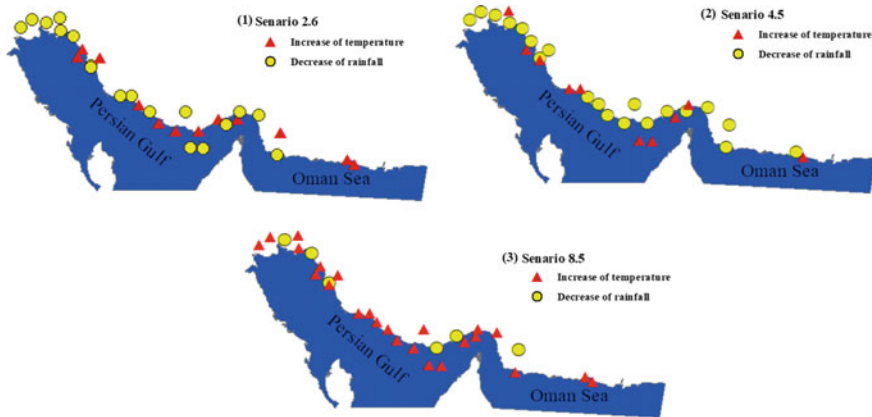 (1) Senario 2.6
Increase of temperature
Decrease of rainfall
Persian Gulf
Oman Sea
(2) Senario 4.5
Increase of temperature
Decrease of rainfall
Persian Gulf
Oman Sea
(3) Senario 8.5
Increase of temperature
Decrease of rainfall
Persian Gulf
Oman Sea